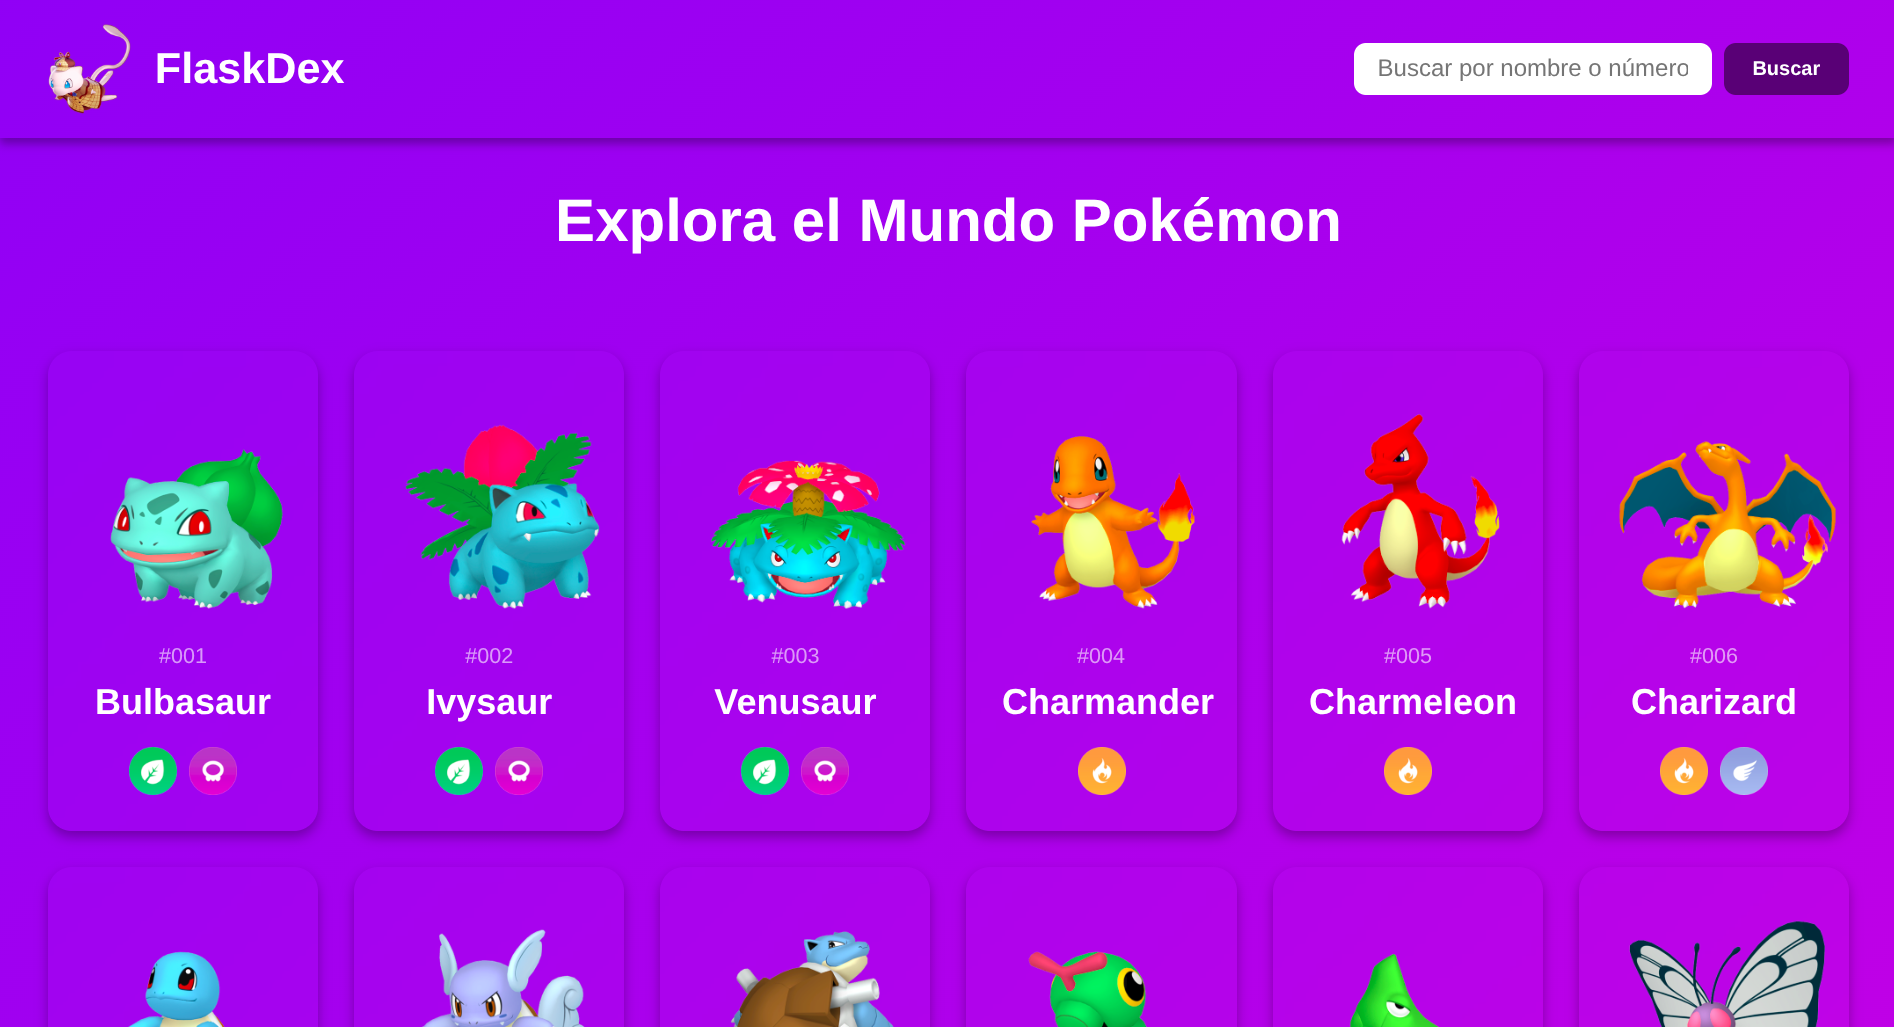 FlaskDex
Buscar por nombre o número
Buscar
Explora el Mundo Pokémon
#001
Bulbasaur
#002
Ivysaur
#003
Venusaur
#004
Charmander
#005
Charmeleon
#006
Charizard